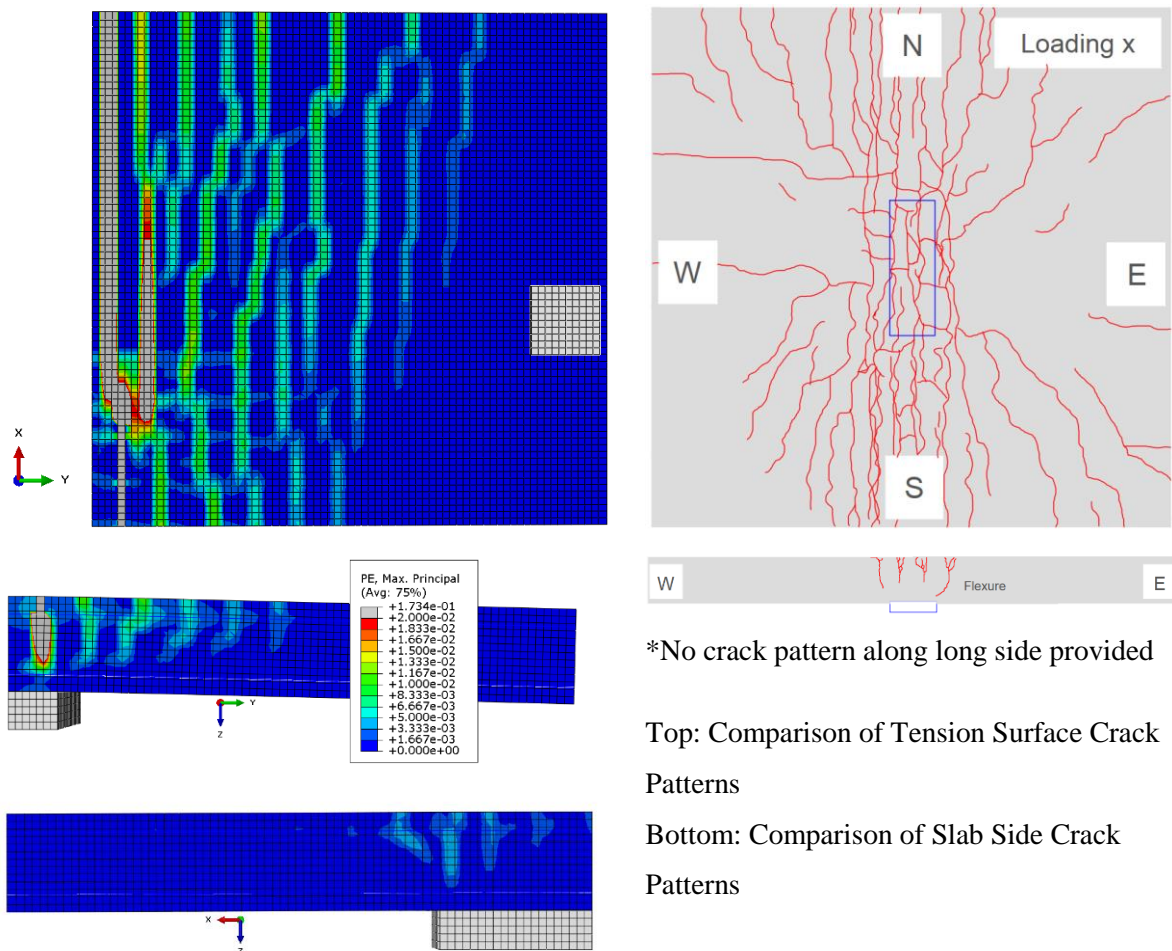 N
Loading x
W
E
S
X
Y
W
Flexure
E
PE, Max. Principal
(Avg: 75%)
+1.734e-01
+2.000e-02
+1.833e-02
+1.667e-02
+1.500e-02
+1.333e-02
+1.167e-02
+1.000e-02
+8.333e-03
+6.667e-03
+5.000e-03
+3.333e-03
+1.667e-03
+0.000e+00
Y
Z
*No crack pattern along long side provided
Top: Comparison of Tension Surface Crack
Patterns
Bottom: Comparison of Slab Side Crack
Patterns
X
Z